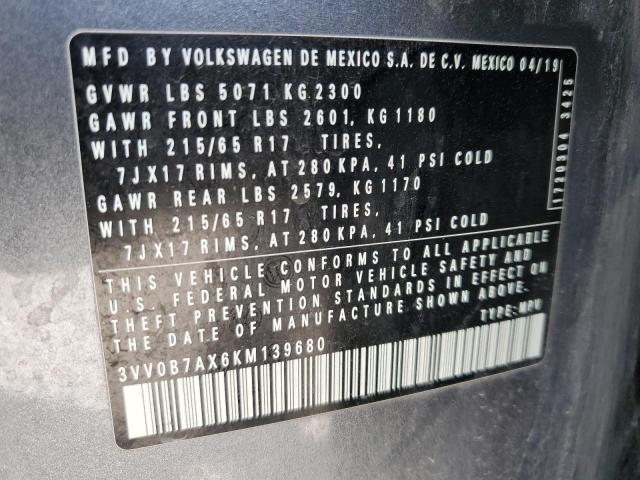 MFD BY VOLKSWAGEN DE MEXICO S.A. DE C.V. MEXICO 04/19
GVWR LBS 5071 KG 2300
GAWR FRONT LBS 2601, KG 1180
WITH 215/65 R17 TIRES,
7JX17 RIMS, AT 280 KPA, 41 PSI COLD
GAWR REAR LBS 2579, KG 1170
WITH 215/65 R17 TIRES,
7JX17 RIMS, AT 280 KPA, 41 PSI COLD
THIS VEHICLE CONFORMS TO ALL APPLICABLE
U.S. FEDERAL MOTOR VEHICLE SAFETY AND
THEFT PREVENTION STANDARDS IN EFFECT ON
THE DATE OF MANUFACTURE SHOWN ABOVE.
TYPE: MPV
3VV0B7AX6KM139680
1720304 3426